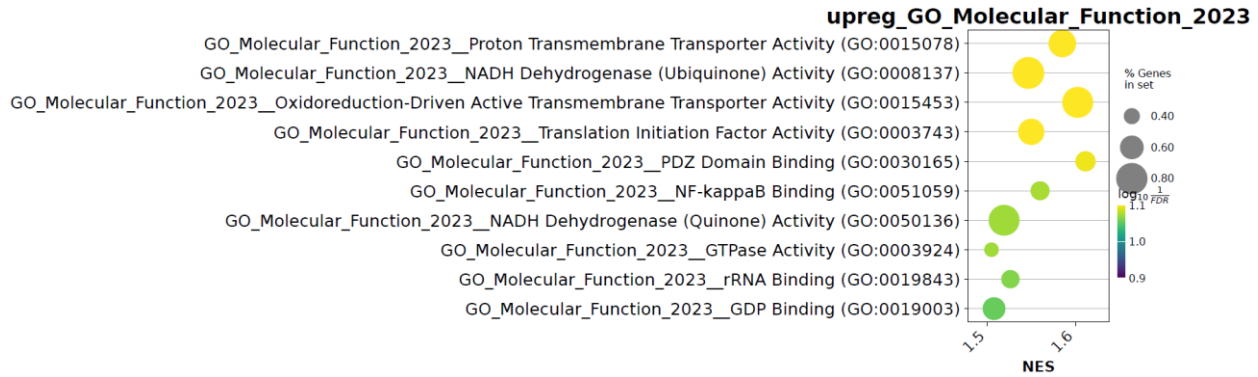 upreg_GO_Molecular_Function_2023
GO_Molecular_Function_2023__Proton Transmembrane Transporter Activity (GO:0015078)
GO_Molecular_Function_2023__NADH Dehydrogenase (Ubiquinone) Activity (GO:0008137)
GO_Molecular_Function_2023__Oxidoreduction-Driven Active Transmembrane Transporter Activity (GO:0015453)
GO_Molecular_Function_2023__Translation Initiation Factor Activity (GO:0003743)
GO_Molecular_Function_2023__PDZ Domain Binding (GO:0030165)
GO_Molecular_Function_2023__NF-kappaB Binding (GO:0051059)
GO_Molecular_Function_2023__NADH Dehydrogenase (Quinone) Activity (GO:0050136)
GO_Molecular_Function_2023__GTPase Activity (GO:0003924)
GO_Molecular_Function_2023__rRNA Binding (GO:0019843)
GO_Molecular_Function_2023__GDP Binding (GO:0019003)
1.5
1.6
NES
% Genes
in set
0.40
0.60
0.80
log10 1/FDR
1.1
1.0
0.9